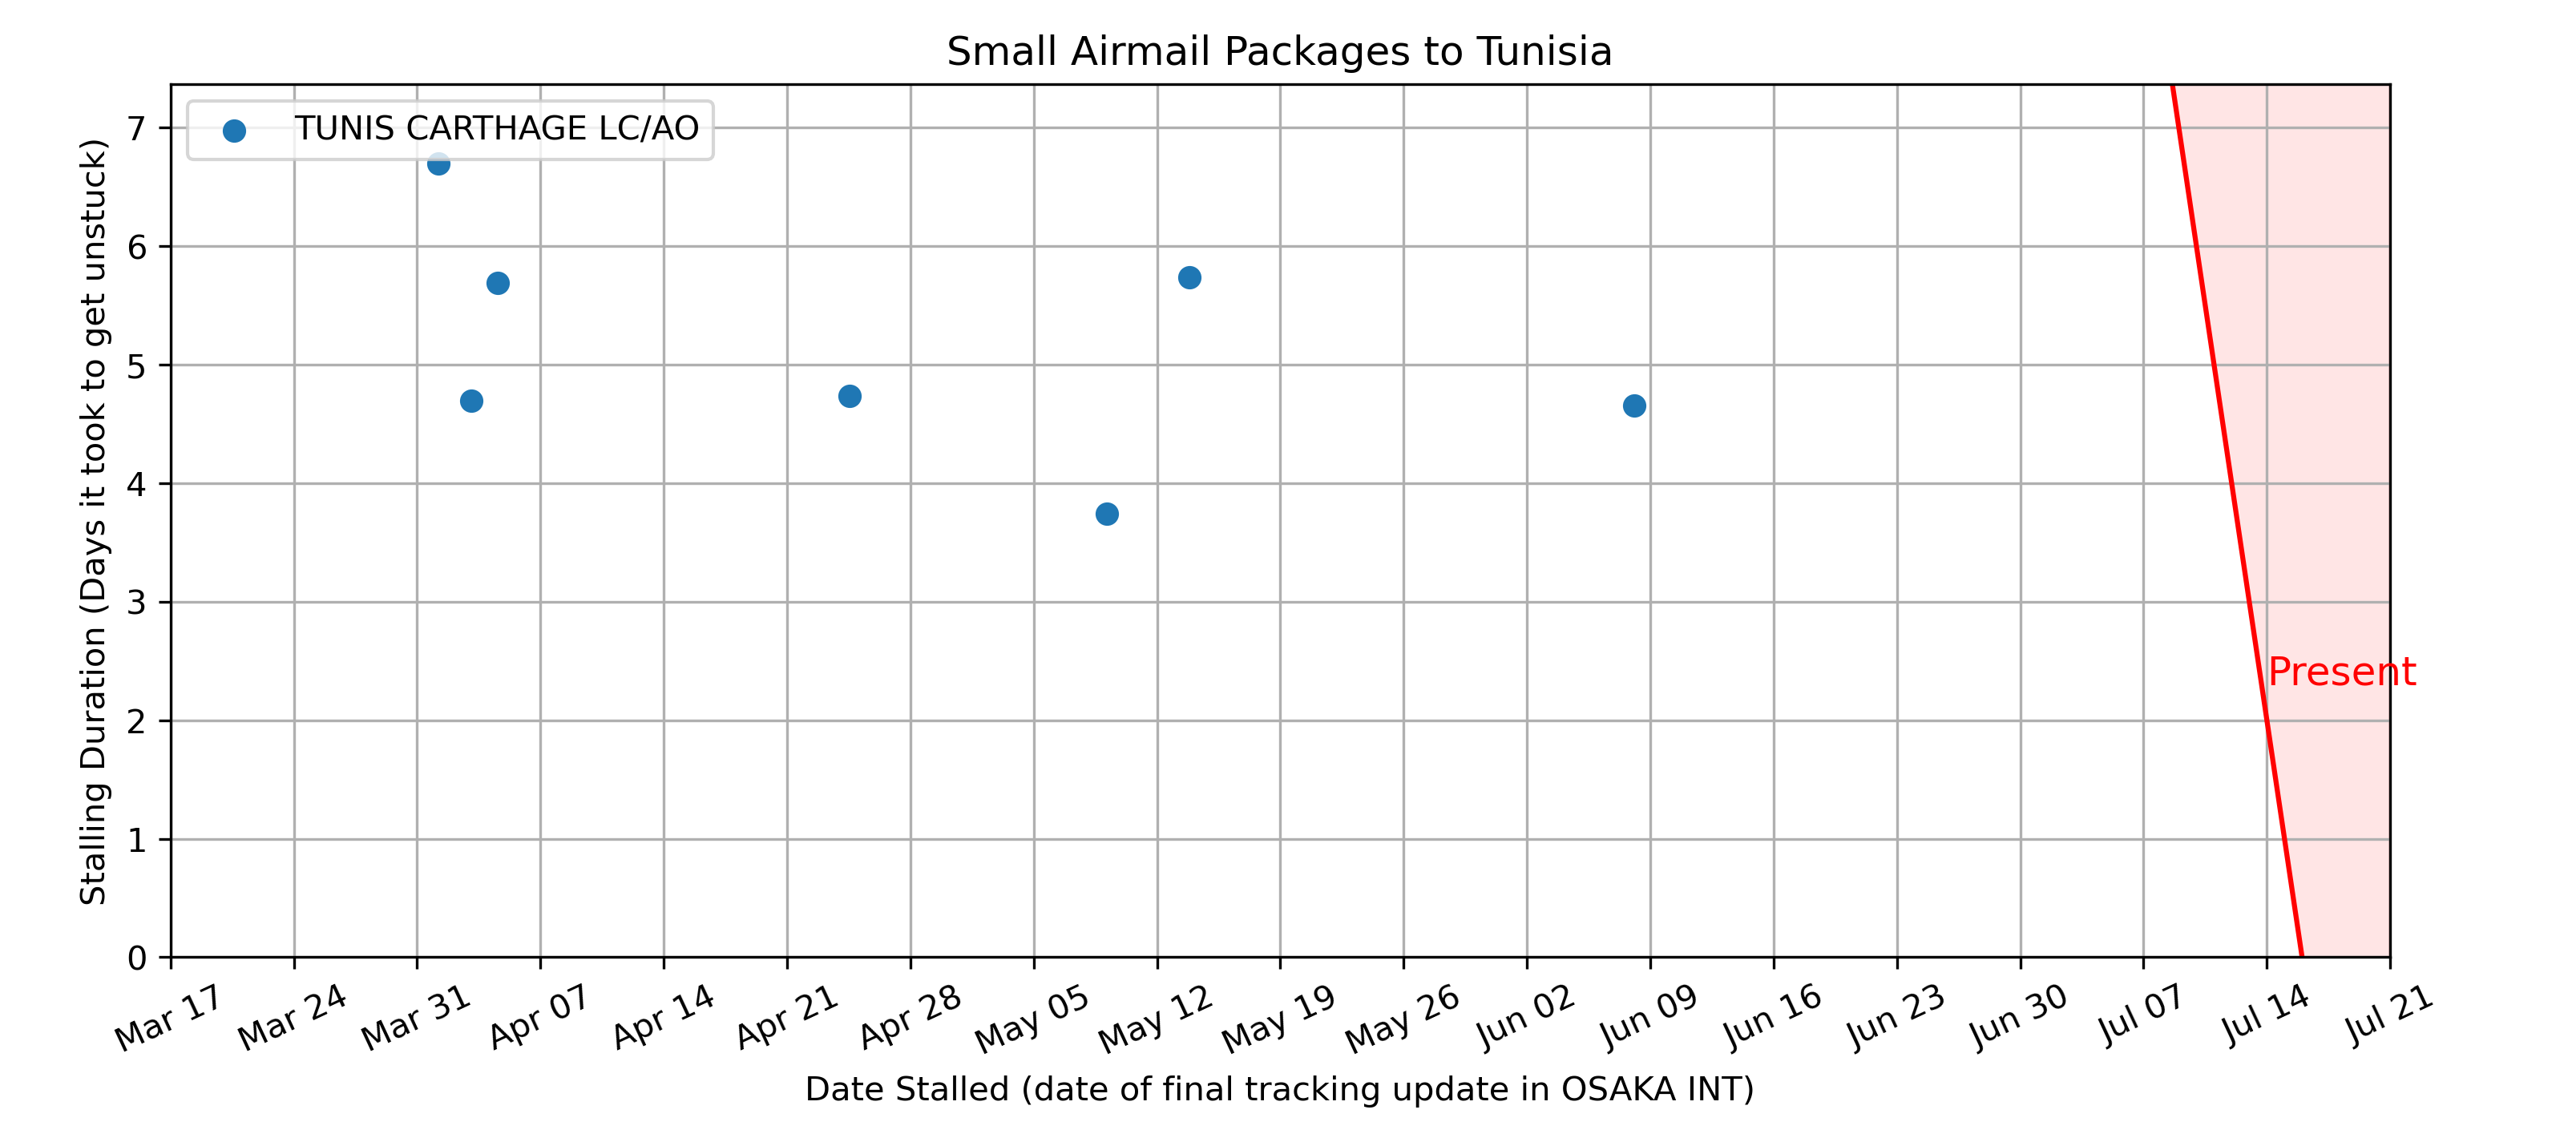 Small Airmail Packages to Tunisia
TUNIS CARTHAGE LC/AO
Stalling Duration (Days it took to get unstuck)
7
6
5
4
3
2
1
0
Present
Mar 17
Mar 24
Mar 31
Apr 07
Apr 14
Apr 21
Apr 28
May 05
May 12
May 19
May 26
Jun 02
Jun 09
Jun 16
Jun 23
Jun 30
Jul 07
Jul 14
Jul 21
Date Stalled (date of final tracking update in OSAKA INT)